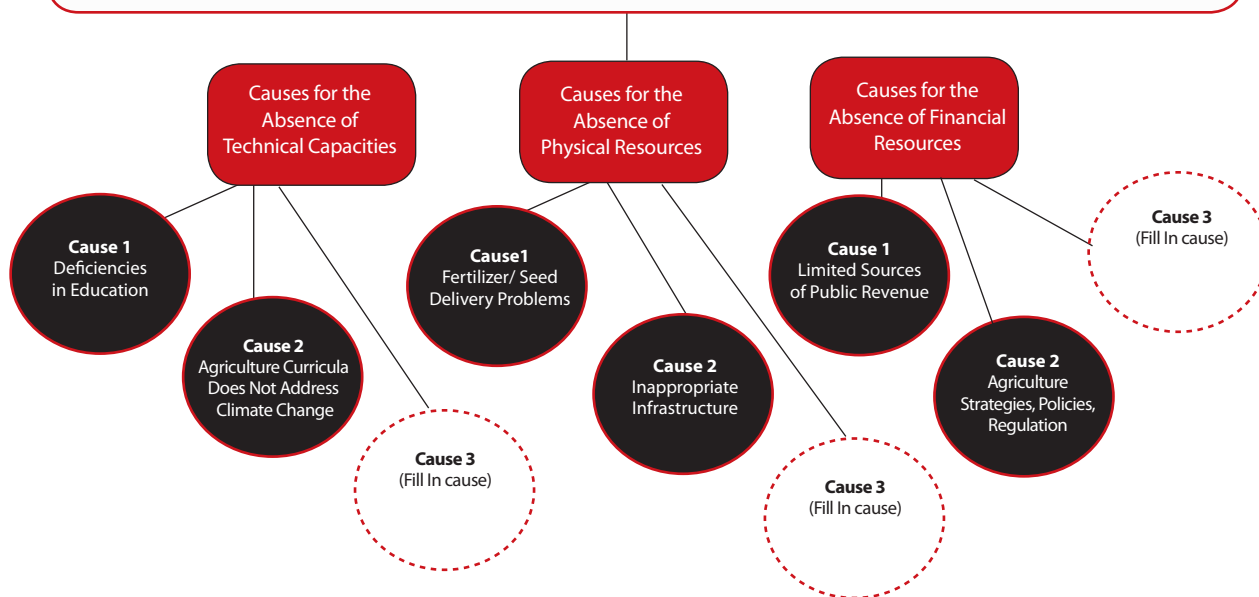 Causes for the
Absence of
Technical Capacities
Causes for the
Absence of
Physical Resources
Causes for the
Absence of Financial
Resources
Cause 1
Deficiencies
in Education
Cause 2
Agriculture Curricula
Does Not Address
Climate Change
Cause 3
(Fill In cause)
Cause1
Fertilizer/ Seed
Delivery Problems
Cause 2
Inappropriate
Infrastructure
Cause 3
(Fill In cause)
Cause 1
Limited Sources
of Public Revenue
Cause 2
Agriculture
Strategies, Policies,
Regulation
Cause 3
(Fill In cause)